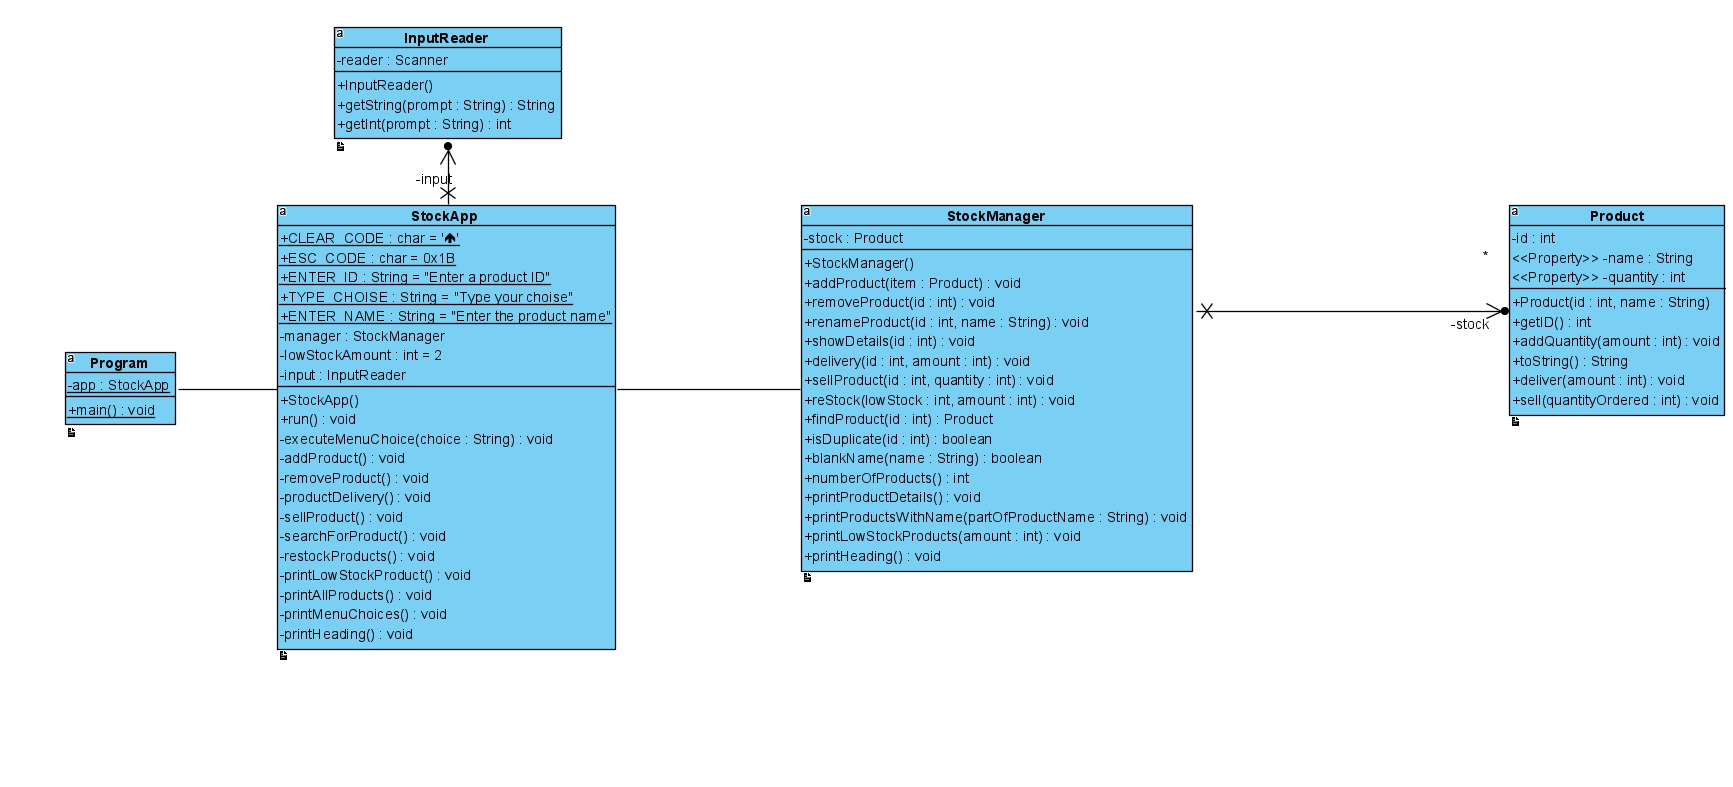 a
InputReader
-reader : Scanner
+InputReader()
+getString(prompt : String) : String
+getInt(prompt : String) : int
-input
a
StockApp
+CLEAR_CODE : char = ' '
+ESC_CODE : char = 0x1B
+ENTER_ID : String = "Enter a product ID"
+TYPE_CHOISE : String = "Type your choise"
+ENTER_NAME : String = "Enter the product name"
-manager : StockManager
-lowStockAmount : int = 2
-input : InputReader
+StockApp()
+run() : void
-executeMenuChoice(choice : String) : void
-addProduct() : void
-removeProduct() : void
-productDelivery() : void
-sellProduct() : void
-searchForProduct() : void
-restockProducts() : void
-printLowStockProduct() : void
-printAllProducts() : void
-printMenuChoices() : void
-printHeading() : void
a
Program
-app : StockApp
+main() : void
a
StockManager
-stock : Product
+StockManager()
+addProduct(item : Product) : void
+removeProduct(id : int) : void
+renameProduct(id : int, name : String) : void
+showDetails(id : int) : void
+delivery(id : int, amount : int) : void
+sellProduct(id : int, quantity : int) : void
+reStock(lowStock : int, amount : int) : void
+findProduct(id : int) : Product
+isDuplicate(id : int) : boolean
+blankName(name : String) : boolean
+numberOfProducts() : int
+printProductDetails() : void
+printProductsWithName(partOfProductName : String) : void
+printLowStockProducts(amount : int) : void
+printHeading() : void
*
-stock
a
Product
-id : int
<<Property>> -name : String
<<Property>> -quantity : int
+Product(id : int, name : String)
+getID() : int
+addQuantity(amount : int) : void
+toString() : String
+deliver(amount : int) : void
+sell(quantityOrdered : int) : void